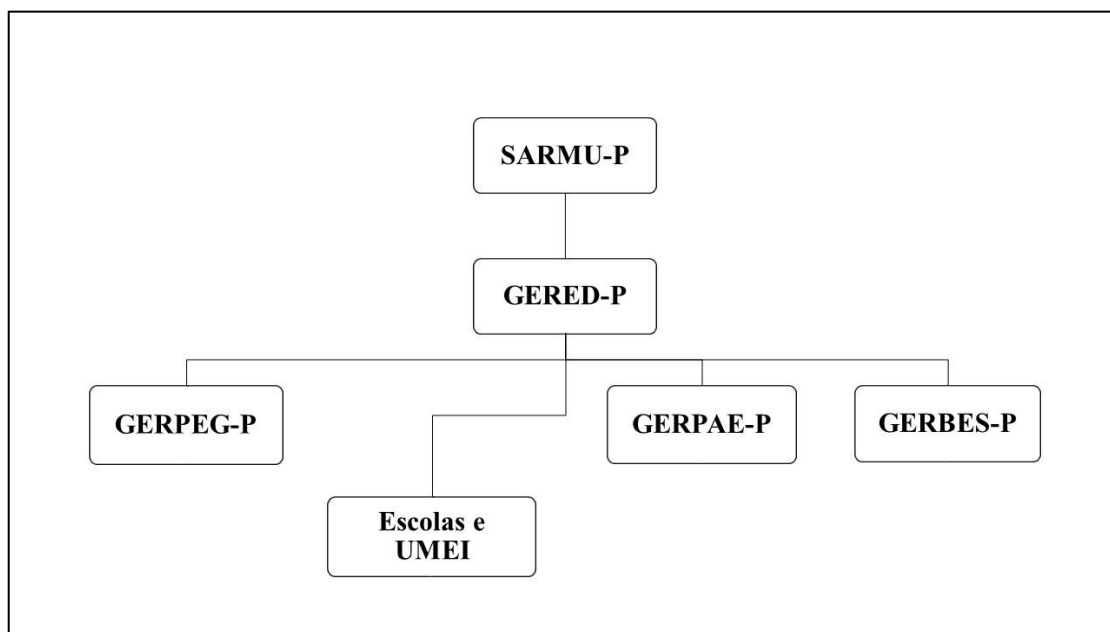 SARMU-P
GERED-P
GERPEG-P
GERPAE-P
GERBES-P
Escolas e
UMEI